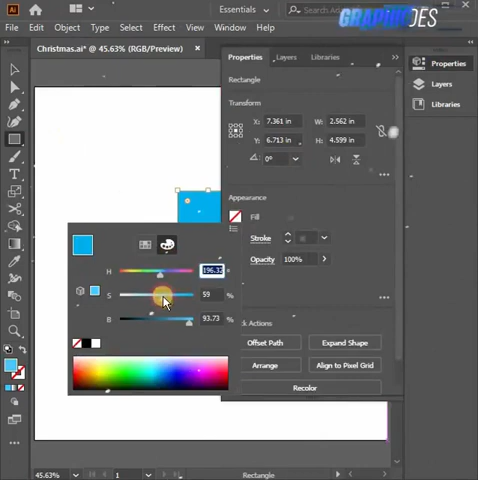 Ai
Essentials
Search
GRAPHIXDES
File Edit Object Type Select Effect View Window Help
Christmas.ai* @ 45.63% (RGB/Preview) ×
Properties Layers Libraries
Properties
Layers
Libraries
Rectangle
Transform
X: 7.361 in W: 2.562 in
Y: 6.713 in H: 4.599 in
0°
Appearance
Fill
Stroke
Opacity 100%
H 196.32 °
S 59 %
B 93.73 %
Actions
Offset Path Expand Shape
Arrange Align to Pixel Grid
Recolor
45.63% 1 Rectangle